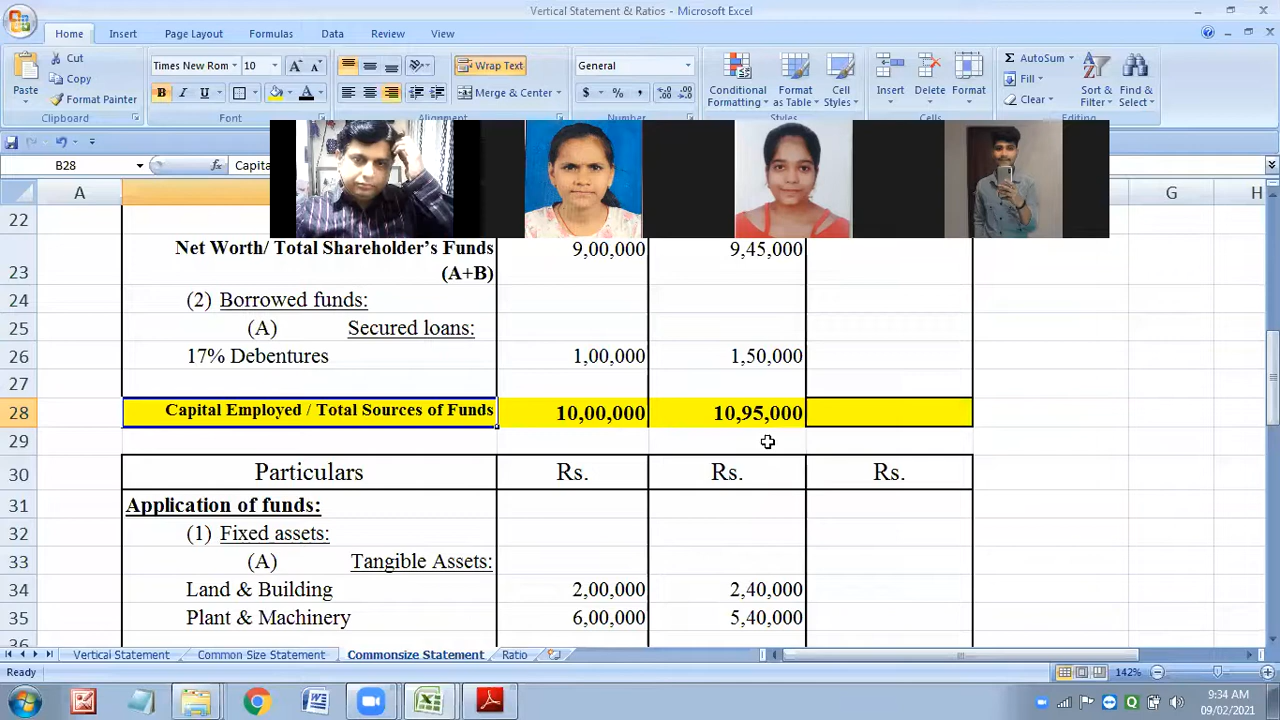 Vertical Statement & Ratios - Microsoft Excel
Home Insert Page Layout Formulas Data Review View
Paste
Cut
Copy
Format Painter
Clipboard
Times New Rom 10
B I U A
Font
Wrap Text
Merge & Center
General
$ % ,
Number
Conditional Formatting
Format as Table
Cell Styles
Styles
Insert Delete Format
Cells
Σ AutoSum
Fill
Clear
Sort & Filter
Find & Select
Editing
B28 fx Capita
A G H
22
23 Net Worth/ Total Shareholder’s Funds 9,00,000 9,45,000
(A+B)
24 (2) Borrowed funds:
25 (A) Secured loans:
26 17% Debentures 1,00,000 1,50,000
27
28 Capital Employed / Total Sources of Funds 10,00,000 10,95,000
29
30 Particulars Rs. Rs. Rs.
31 Application of funds:
32 (1) Fixed assets:
33 (A) Tangible Assets:
34 Land & Building 2,00,000 2,40,000
35 Plant & Machinery 6,00,000 5,40,000
36
Vertical Statement Common Size Statement Commonsize Statement Ratio
Ready 142%
9:34 AM
09/02/2021